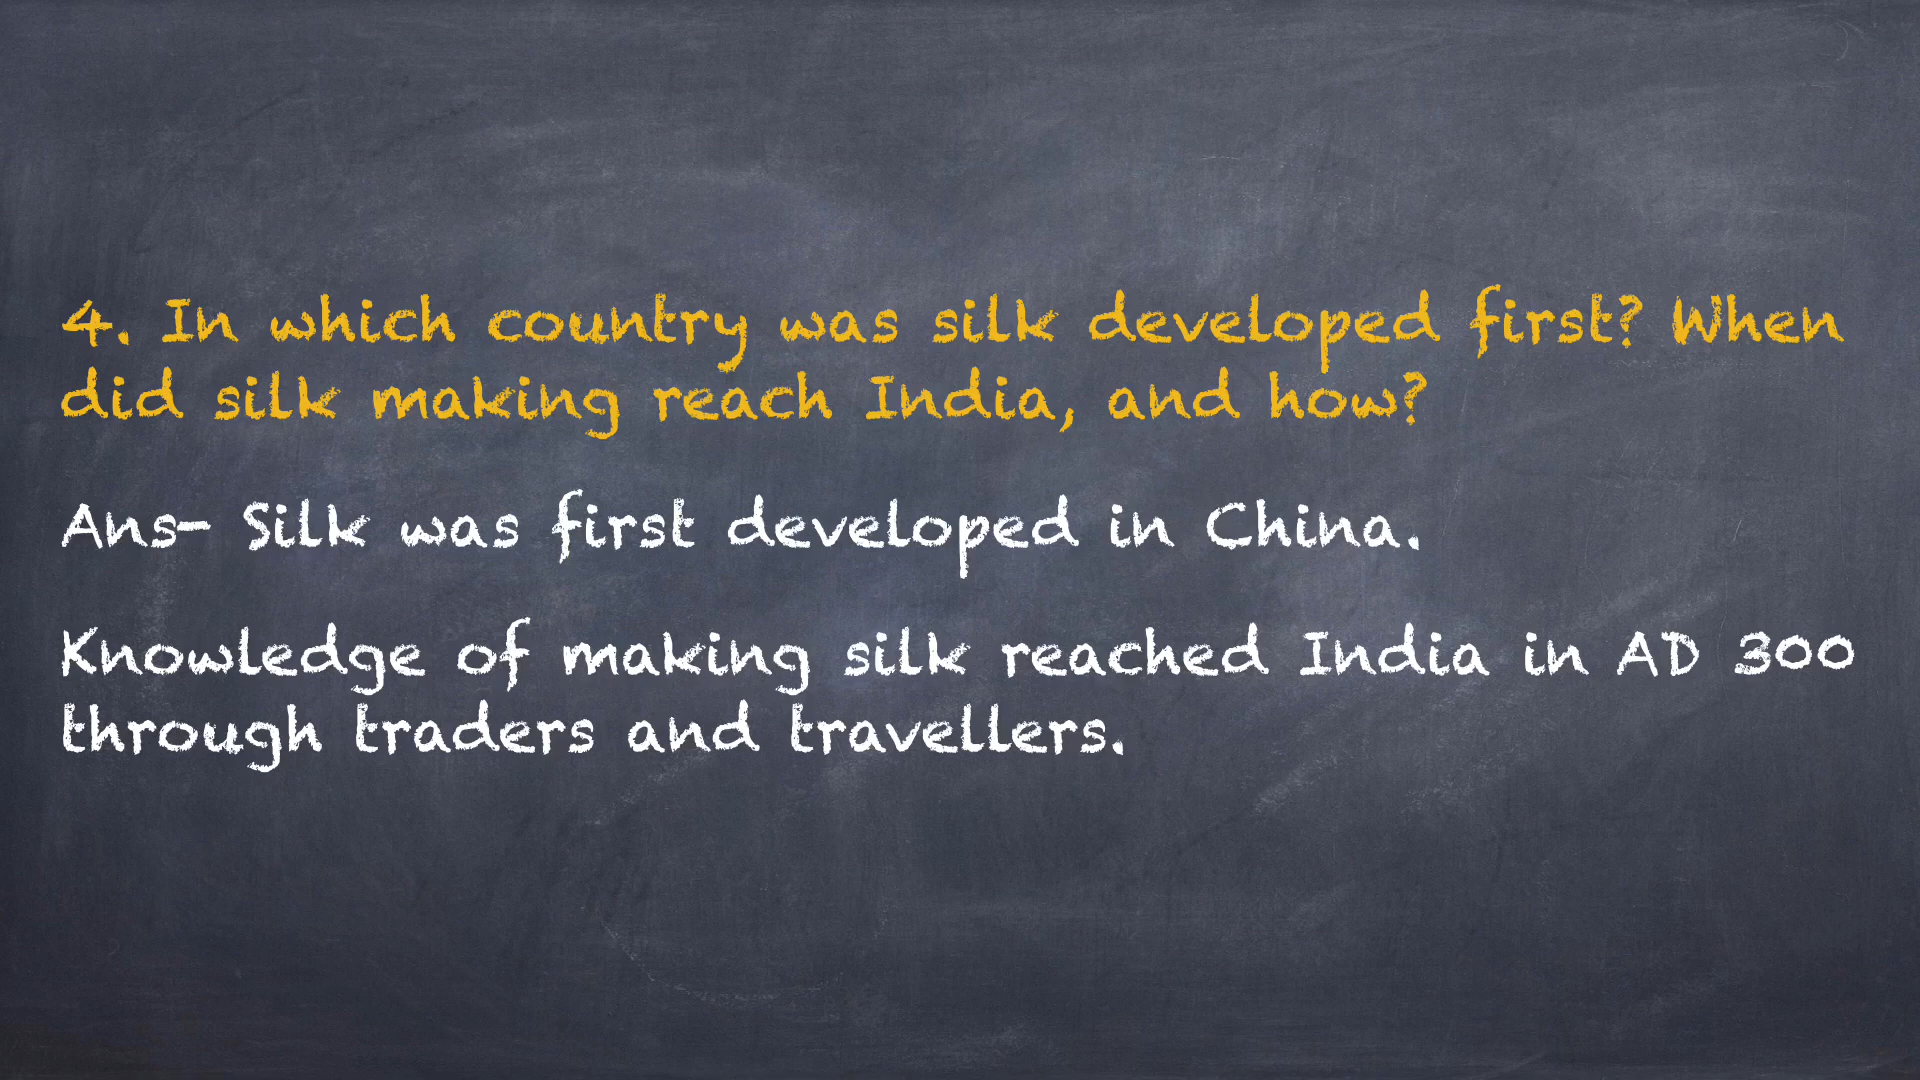 4. In which country was silk developed first? When
did silk making reach India, and how?
Ans- Silk was first developed in China.
Knowledge of making silk reached India in AD 300
through traders and travellers.